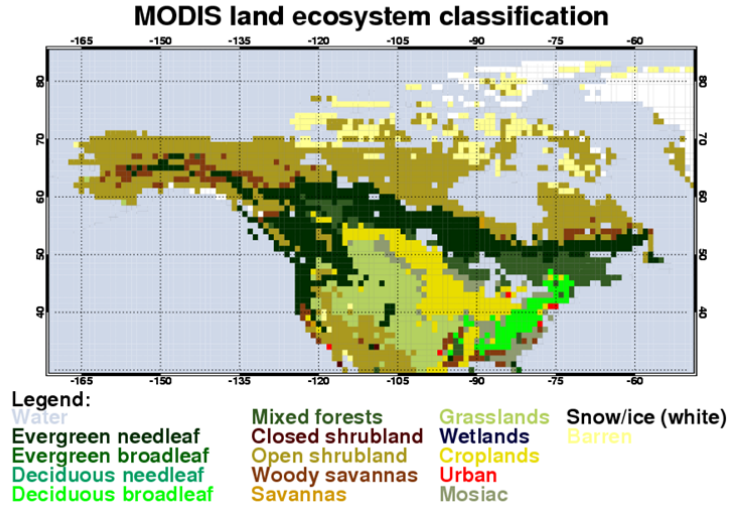 MODIS land ecosystem classification
-165 -150 -135 -120 -105 -90 -75 -60
80 80
70 70
60 60
50 50
40 40
-165 -150 -135 -120 -105 -90 -75 -60
Legend:
Water Mixed forests Grasslands Snow/ice (white)
Evergreen needleaf Closed shrubland Wetlands Barren
Evergreen broadleaf Open shrubland Croplands
Deciduous needleaf Woody savannas Urban
Deciduous broadleaf Savannas Mosiac